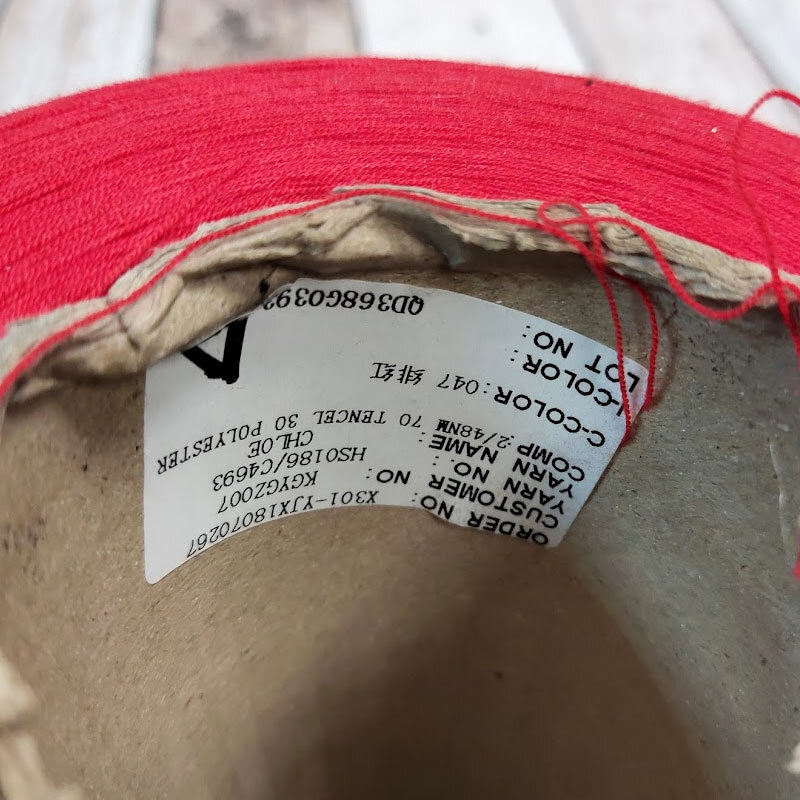 ORDER NO: X301-YJX18070267
CUSTOMER NO: KGYGZ007
YARN NO.: HS0186/C4693
YARN NAME: CHLOE
COMP:2/48NM 70 TENCEL 30 POLYESTER
C-COLOR:047 绯红
-COLOR:
LOT NO: QD368G0393